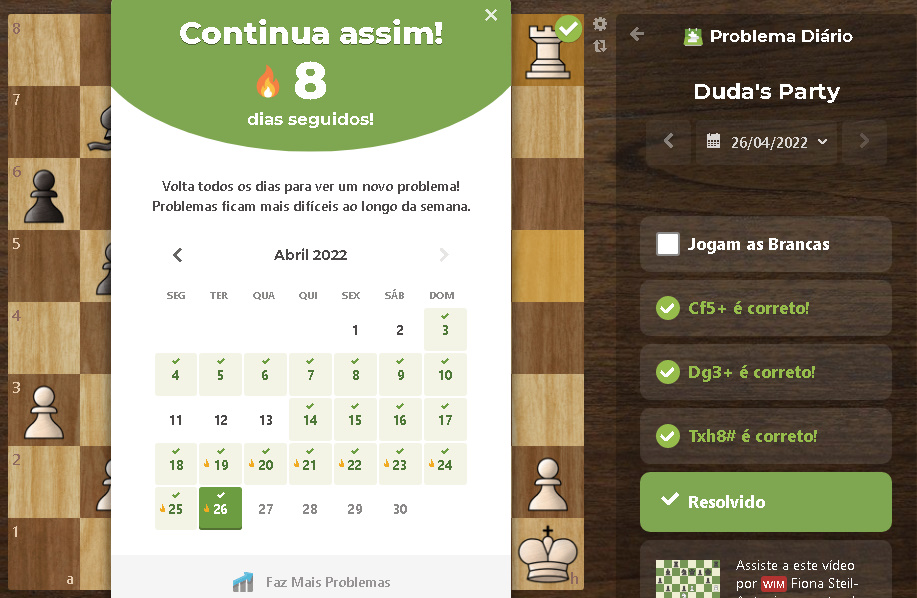 Continua assim!
8
dias seguidos!
Volta todos os dias para ver um novo problema!
Problemas ficam mais difíceis ao longo da semana.
Abril 2022
SEG TER QUA QUI SEX SÁB DOM
1 2 3
4 5 6 7 8 9 10
11 12 13 14 15 16 17
18 19 20 21 22 23 24
25 26 27 28 29 30
Faz Mais Problemas
8
7
6
5
4
3
2
1
a
h
Problema Diário
Duda's Party
26/04/2022
Jogam as Brancas
Cf5+ é correto!
Dg3+ é correto!
Txh8# é correto!
Resolvido
Assiste a este vídeo
por WIM Fiona Steil-